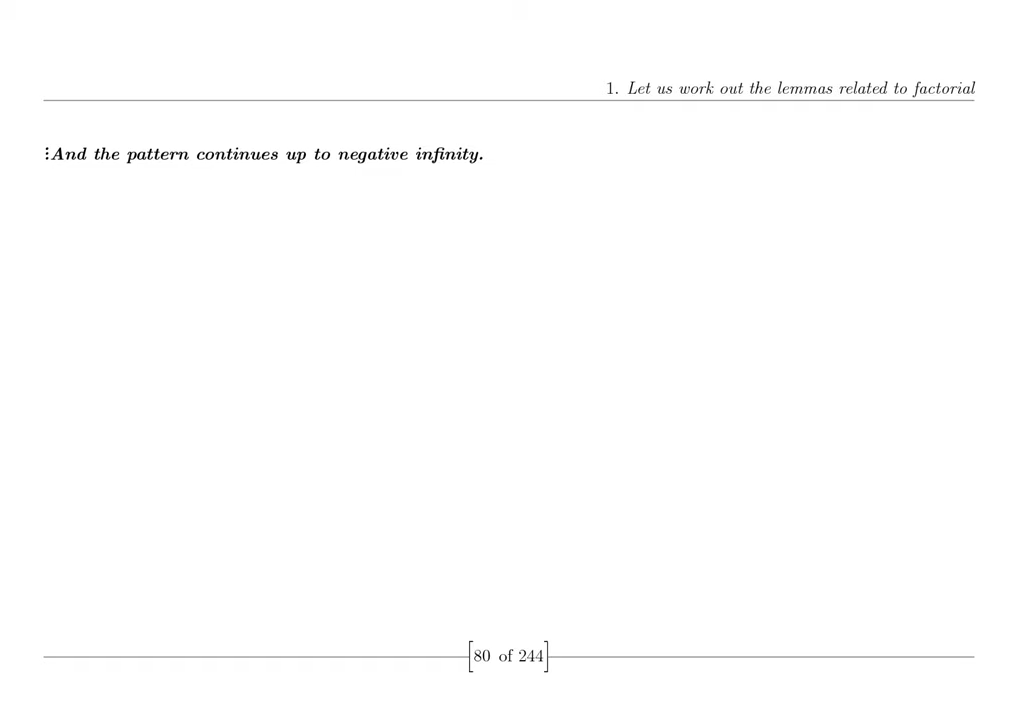 1. Let us work out the lemmas related to factorial
⋮And the pattern continues up to negative infinity.
[80 of 244]